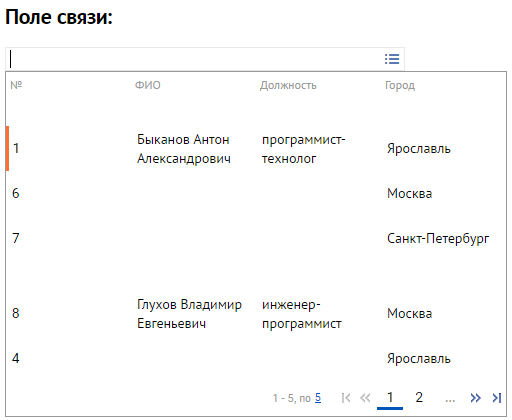 Поле связи:
№ ФИО Должность Город
1 Быканов Антон Александрович программист-технолог Ярославль
6 Москва
7 Санкт-Петербург
8 Глухов Владимир Евгеньевич инженер-программист Москва
4 Ярославль
1 - 5, по 5 1 2 ...